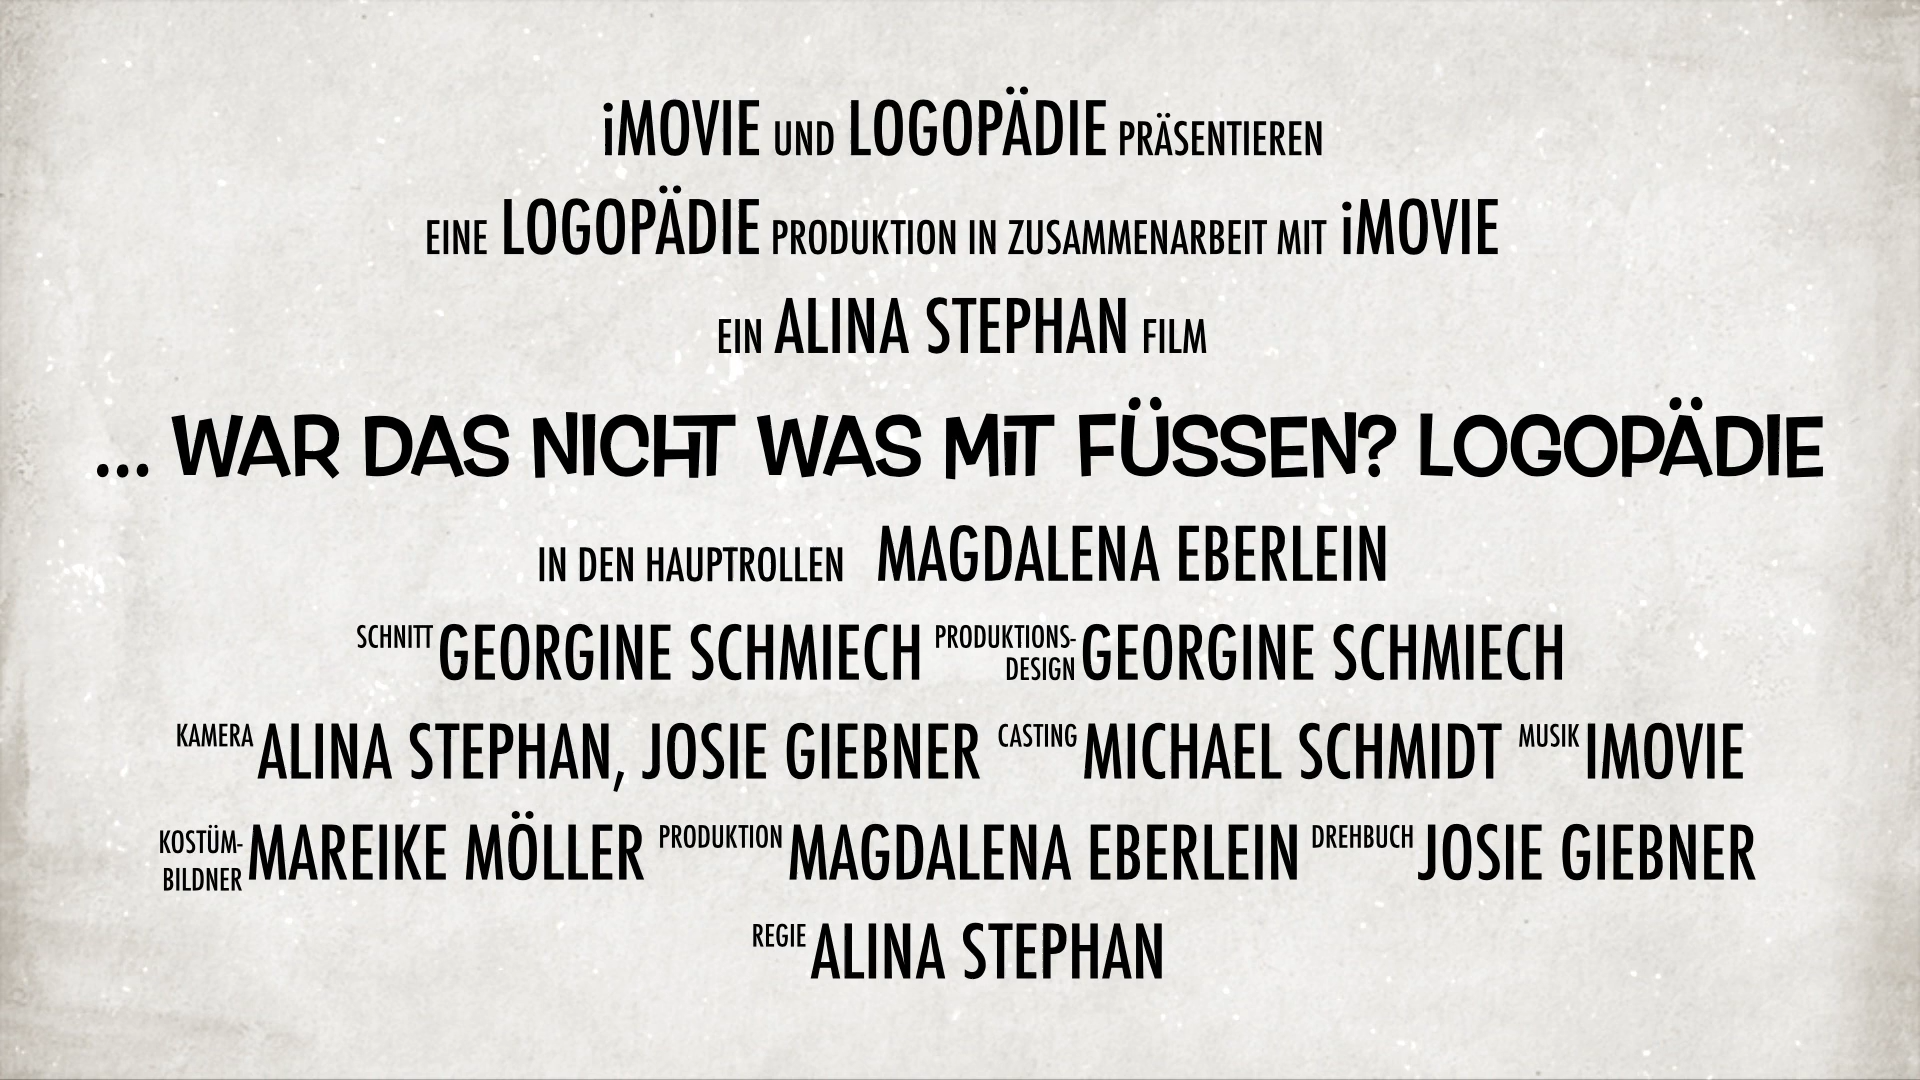 iMOVIE UND LOGOPÄDIE PRÄSENTIEREN
EINE LOGOPÄDIE PRODUKTION IN ZUSAMMENARBEIT MIT iMOVIE
EIN ALINA STEPHAN FILM
... WAR DAS NICHT WAS MIT FÜSSEN? LOGOPÄDIE
IN DEN HAUPTROLLEN MAGDALENA EBERLEIN
SCHNITT GEORGINE SCHMIECH PRODUKTIONS-DESIGN GEORGINE SCHMIECH
KAMERA ALINA STEPHAN, JOSIE GIEBNER CASTING MICHAEL SCHMIDT MUSIK IMOVIE
KOSTÜM-BILDNER MAREIKE MÖLLER PRODUKTION MAGDALENA EBERLEIN DREHBUCH JOSIE GIEBNER
REGIE ALINA STEPHAN